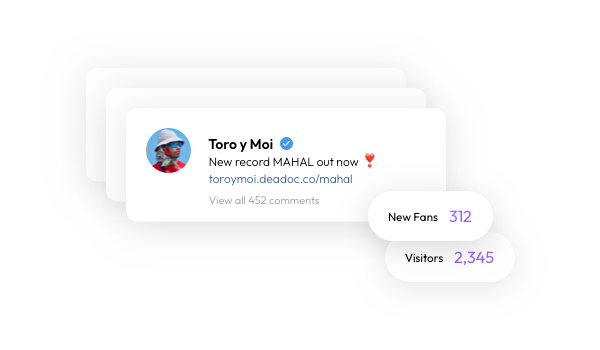 Toro y Moi
New record MAHAL out now ❣️
toroymoi.deadoc.co/mahal
View all 452 comments
New Fans 312
Visitors 2,345